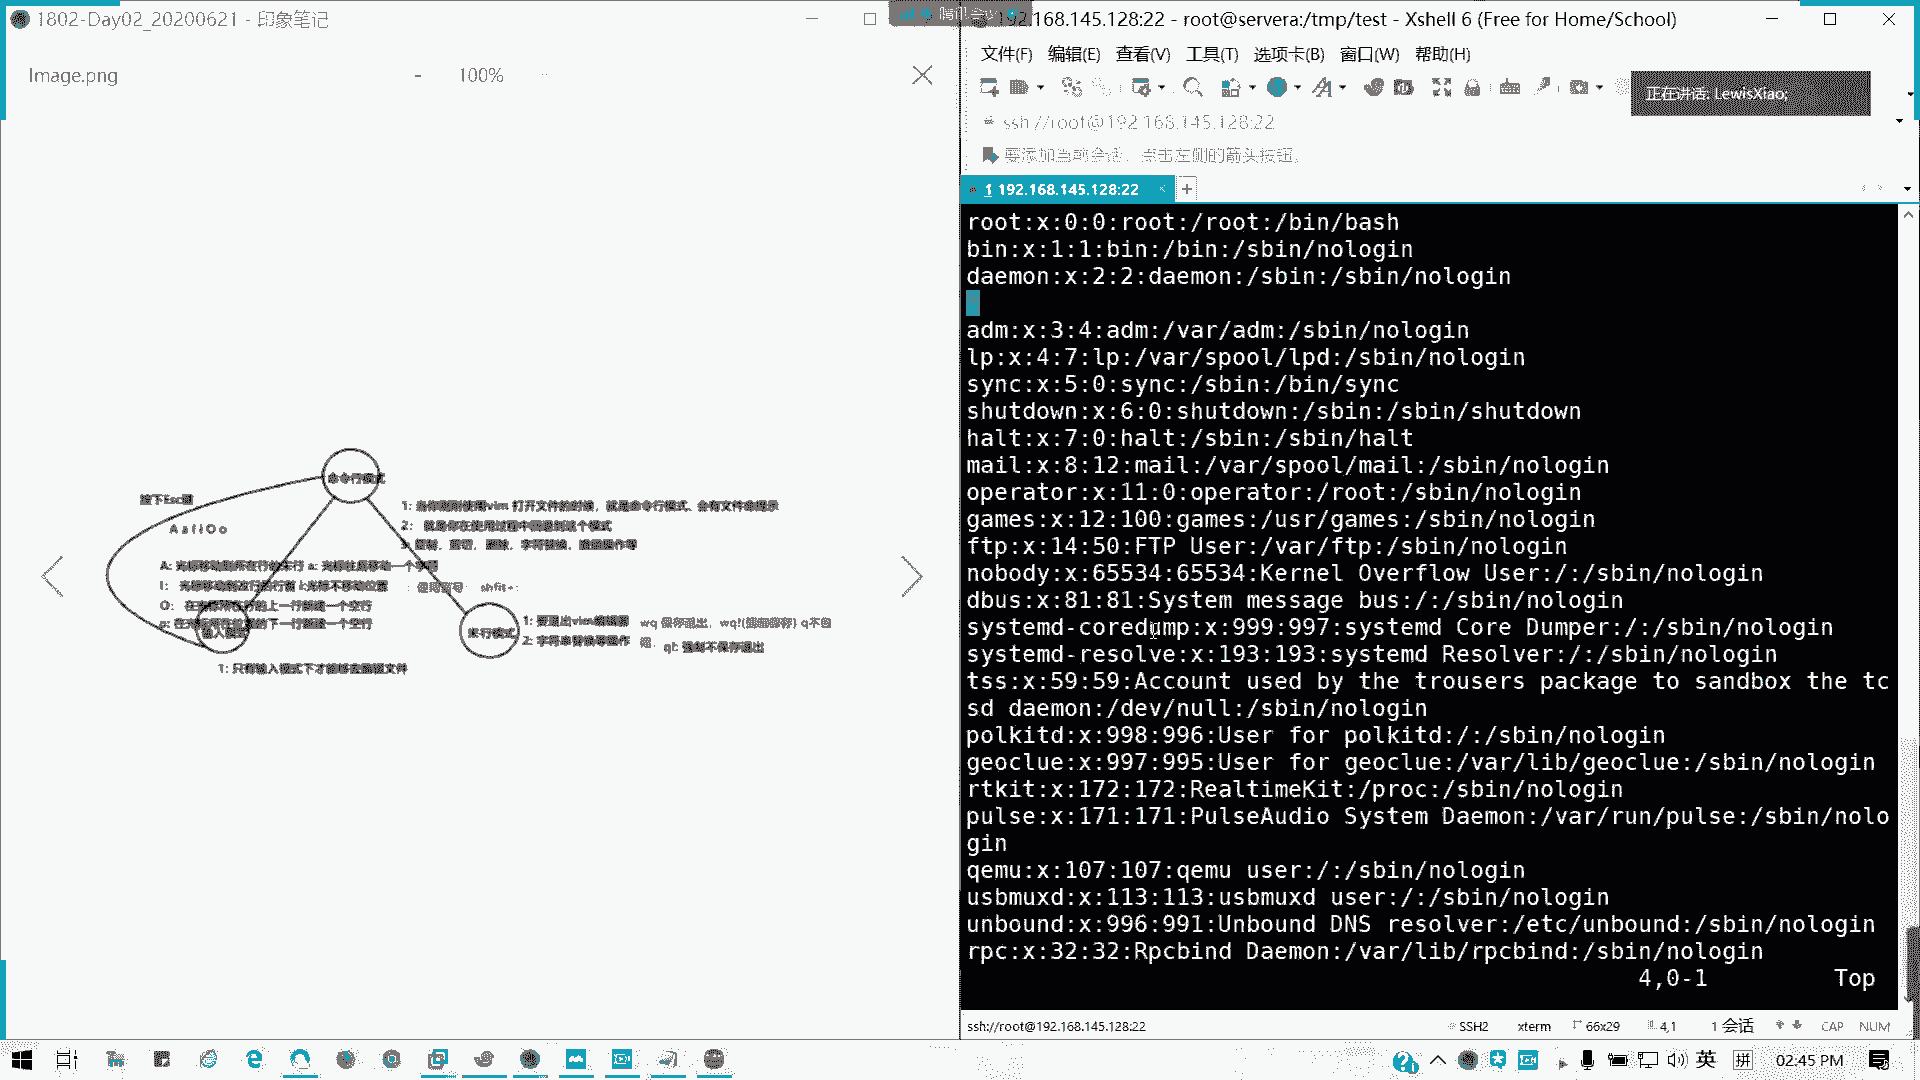 1802-Day02_20200621 - 印象笔记
Image.png
-
100%
命令行模式
按下Esc键
A a I i O o
1: 当你刚刚使用vim 打开文件的时候，就是命令行模式、会有文件命提示
2： 就是你在使用过程中
3: 复制，剪切，删除，字符替换，撤销操作等
A: 光标移动到所在行的末行 a: 光标往后移动一个字符
I： 光标移动到 i:光标不移动位置
: 使用冒号: shfit+:
O： 在光标所在行的上一行新建一个空行
下一行新建一个空行
输入模式
末行模式
1: 要退出vim编辑器
wq 保存退出，wq!(强制保存) q不保
2: 字符串替换等操作
q!: 强制不保存退出
1: 只有输入模式下才能够去编辑文件
腾讯会议
192.168.145.128:22 - root@servera:/tmp/test - Xshell 6 (Free for Home/School)
文件(F) 编辑(E) 查看(V) 工具(T) 选项卡(B) 窗口(W) 帮助(H)
正在讲话: LewisXiao;
ssh://root@192.168.145.128:22
要添加当前会话，点击左侧的箭头按钮。
1 192.168.145.128:22
+
root:x:0:0:root:/root:/bin/bash
bin:x:1:1:bin:/bin:/sbin/nologin
daemon:x:2:2:daemon:/sbin:/sbin/nologin
adm:x:3:4:adm:/var/adm:/sbin/nologin
lp:x:4:7:lp:/var/spool/lpd:/sbin/nologin
sync:x:5:0:sync:/sbin:/bin/sync
shutdown:x:6:0:shutdown:/sbin:/sbin/shutdown
halt:x:7:0:halt:/sbin:/sbin/halt
mail:x:8:12:mail:/var/spool/mail:/sbin/nologin
operator:x:11:0:operator:/root:/sbin/nologin
games:x:12:100:games:/usr/games:/sbin/nologin
ftp:x:14:50:FTP User:/var/ftp:/sbin/nologin
nobody:x:65534:65534:Kernel Overflow User:/:/sbin/nologin
dbus:x:81:81:System message bus:/:/sbin/nologin
systemd-coredump:x:999:997:systemd Core Dumper:/:/sbin/nologin
systemd-resolve:x:193:193:systemd Resolver:/:/sbin/nologin
tss:x:59:59:Account used by the trousers package to sandbox the tc
sd daemon:/dev/null:/sbin/nologin
polkitd:x:998:996:User for polkitd:/:/sbin/nologin
geoclue:x:997:995:User for geoclue:/var/lib/geoclue:/sbin/nologin
rtkit:x:172:172:RealtimeKit:/proc:/sbin/nologin
pulse:x:171:171:PulseAudio System Daemon:/var/run/pulse:/sbin/nolo
gin
qemu:x:107:107:qemu user:/:/sbin/nologin
usbmuxd:x:113:113:usbmuxd user:/:/sbin/nologin
unbound:x:996:991:Unbound DNS resolver:/etc/unbound:/sbin/nologin
rpc:x:32:32:Rpcbind Daemon:/var/lib/rpcbind:/sbin/nologin
4,0-1 Top
ssh://root@192.168.145.128:22 SSH2 xterm 66x29 4,1 1 会话 CAP NUM
英 拼 02:45 PM